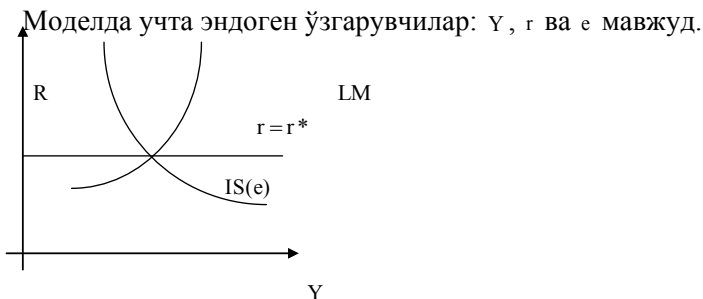 Моделда учта эндоген ўзгарувчилар: Y, r ва e мавжуд.
R
LM
r = r*
IS(e)
Y